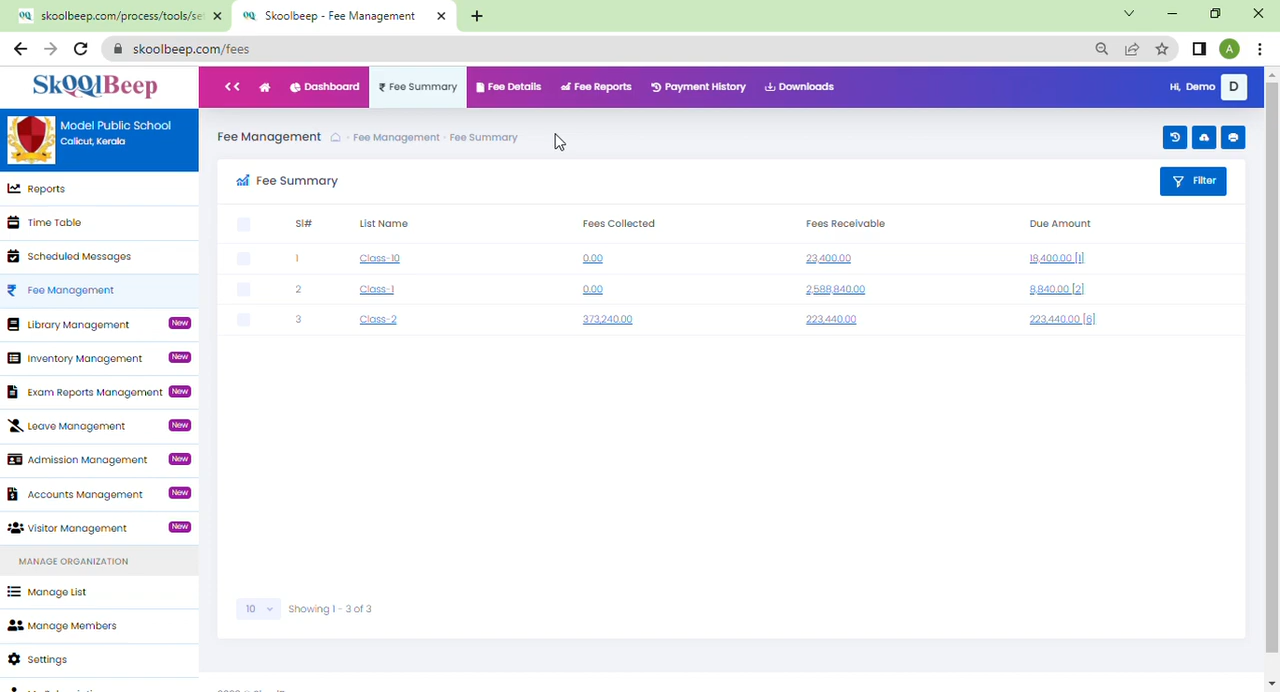 skoolbeep.com/process/tools/se
Skoolbeep - Fee Management
skoolbeep.com/fees
A
SkQQlBeep
Dashboard
Fee Summary
Fee Details
Fee Reports
Payment History
Downloads
Hi, Demo
D
Model Public School
Calicut, Kerala
Fee Management
Fee Management - Fee Summary
Reports
Time Table
Scheduled Messages
Fee Management
Library Management New
Inventory Management New
Exam Reports Management New
Leave Management New
Admission Management New
Accounts Management New
Visitor Management New
MANAGE ORGANIZATION
Manage List
Manage Members
Settings
Fee Summary
Filter
Sl# List Name Fees Collected Fees Receivable Due Amount
1 Class-10 0.00 23,400.00 18,400.00 [1]
2 Class-1 0.00 2,588,840.00 8,840.00 [2]
3 Class-2 373,240.00 223,440.00 223,440.00 [6]
10 Showing 1 - 3 of 3